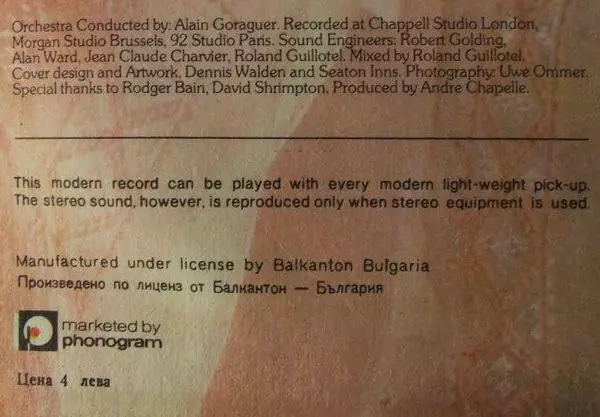 Orchestra Conducted by: Alain Goraguer. Recorded at Chappell Studio London,
Morgan Studio Brussels, 92 Studio Paris. Sound Engineers: Robert Golding,
Alan Ward, Jean Claude Charvier, Roland Guillotel. Mixed by Roland Guillotel.
Cover design and Artwork, Dennis Walden and Seaton Inns. Photography: Uwe Ommer.
Special thanks to Rodger Bain, David Shrimpton. Produced by Andre Chapelle.
This modern record can be played with every modern light-weight pick-up.
The stereo sound, however, is reproduced only when stereo equipment is used.
Manufactured under license by Balkanton Bulgaria
Произведено по лиценз от Балкантон — България
marketed by
phonogram
Цена 4 лева